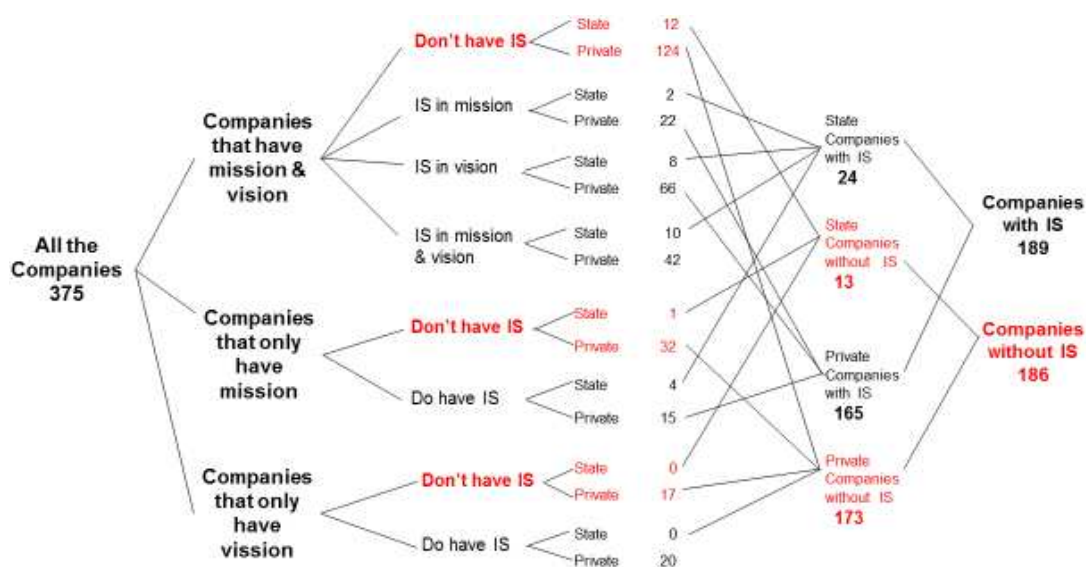 All the
Companies
375
Companies
that have
mission &
vision
Don't have IS
State 12
Private 124
IS in mission
State 2
Private 22
IS in vision
State 8
Private 66
IS in mission
& vision
State 10
Private 42
Companies
that only
have
mission
Don't have IS
State 1
Private 32
Do have IS
State 4
Private 15
Companies
that only
have
vission
Don't have IS
State 0
Private 17
Do have IS
State 0
Private 20
State
Companies
with IS
24
State
Companies
without IS
13
Private
Companies
with IS
165
Private
Companies
without IS
173
Companies
with IS
189
Companies
without IS
186